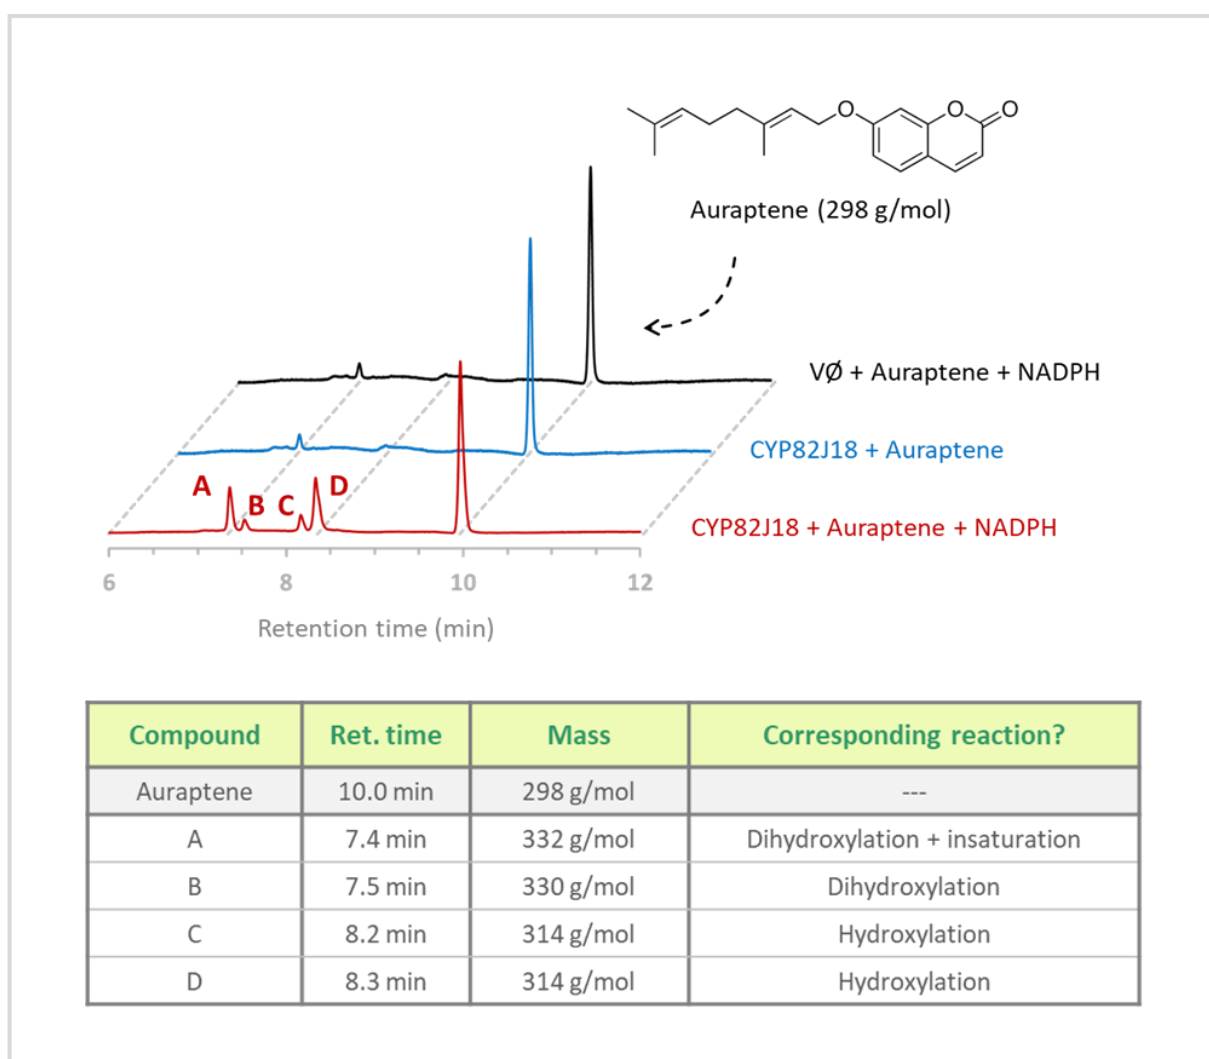 O
O
O
Auraptene (298 g/mol)
VØ + Auraptene + NADPH
CYP82J18 + Auraptene
A
B
C
D
CYP82J18 + Auraptene + NADPH
6 8 10 12
Retention time (min)
Compound Ret. time Mass Corresponding reaction?
Auraptene 10.0 min 298 g/mol ---
A 7.4 min 332 g/mol Dihydroxylation + insaturation
B 7.5 min 330 g/mol Dihydroxylation
C 8.2 min 314 g/mol Hydroxylation
D 8.3 min 314 g/mol Hydroxylation